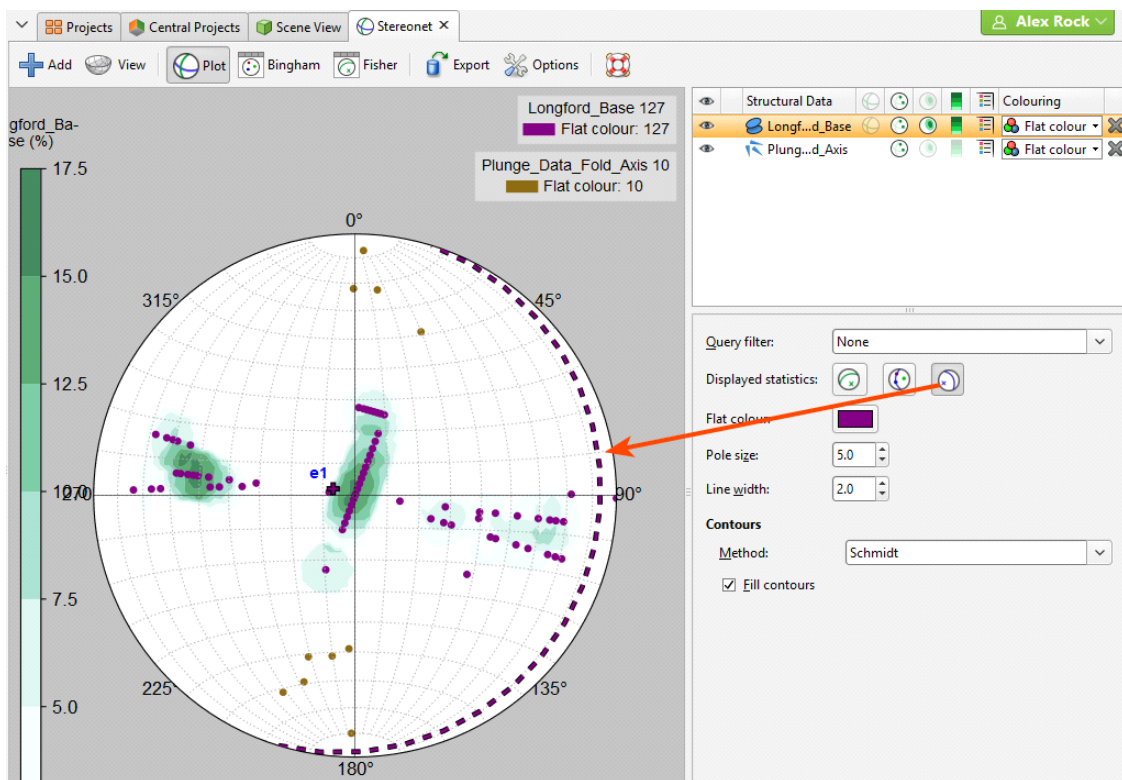 Projects
Central Projects
Scene View
Stereonet
Alex Rock
Add
View
Plot
Bingham
Fisher
Export
Options
gford_Ba-
se (%)
17.5
15.0
12.5
10.0
7.5
5.0
Longford_Base 127
Flat colour: 127
Plunge_Data_Fold_Axis 10
Flat colour: 10
0°
45°
90°
135°
180°
225°
270
315°
e1
Structural Data
Colouring
Longf...d_Base
Flat colour
Plung...d_Axis
Flat colour
Query filter:
None
Displayed statistics:
Flat colour:
Pole size:
5.0
Line width:
2.0
Contours
Method:
Schmidt
Fill contours